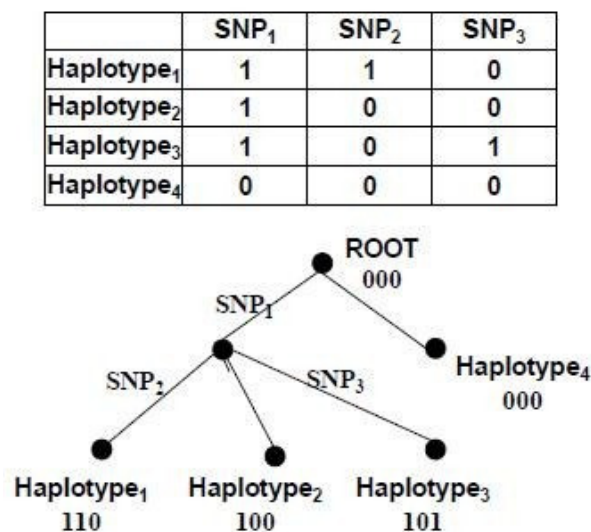 SNP₁ SNP₂ SNP₃
Haplotype₁ 1 1 0
Haplotype₂ 1 0 0
Haplotype₃ 1 0 1
Haplotype₄ 0 0 0
ROOT
000
SNP₁
SNP₂ SNP₃ Haplotype₄
000
Haplotype₁ Haplotype₂ Haplotype₃
110 100 101